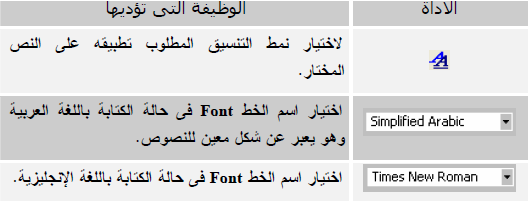 الاداة
الوظيفة التى تؤديها
لاختيار نمط التنسيق المطلوب تطبيقه على النص
المختار.
Simplified Arabic
اختيار اسم الخط Font فى حالة الكتابة باللغة العربية
وهو يعبر عن شكل معين للنصوص.
Times New Roman
اختيار اسم الخط Font فى حالة الكتابة باللغة الإنجليزية.